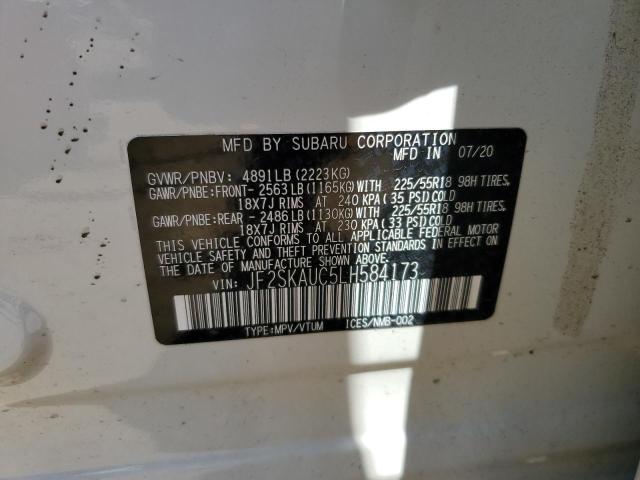 MFD BY SUBARU CORPORATION
MFD IN 07/20
GVWR/PNBV: 4891LB (2223KG)
GAWR/PNBE:FRONT- 2563 LB (1165KG)WITH 225/55R18 98H TIRES,
18X7J RIMS AT 240 KPA (35 PSI)COLD
GAWR/PNBE:REAR - 2486 LB (1130KG)WITH 225/55R18 98H TIRES,
18X7J RIMS AT 230 KPA (33 PSI)COLD
THIS VEHICLE CONFORMS TO ALL APPLICABLE FEDERAL MOTOR
VEHICLE SAFETY, BUMPER, AND THEFT PREVENTION STANDARDS IN EFFECT
ON THE DATE OF MANUFACTURE SHOWN ABOVE.
VIN: JF2SKAUC5LH584173
TYPE:MPV/VTUM ICES/NMB-002